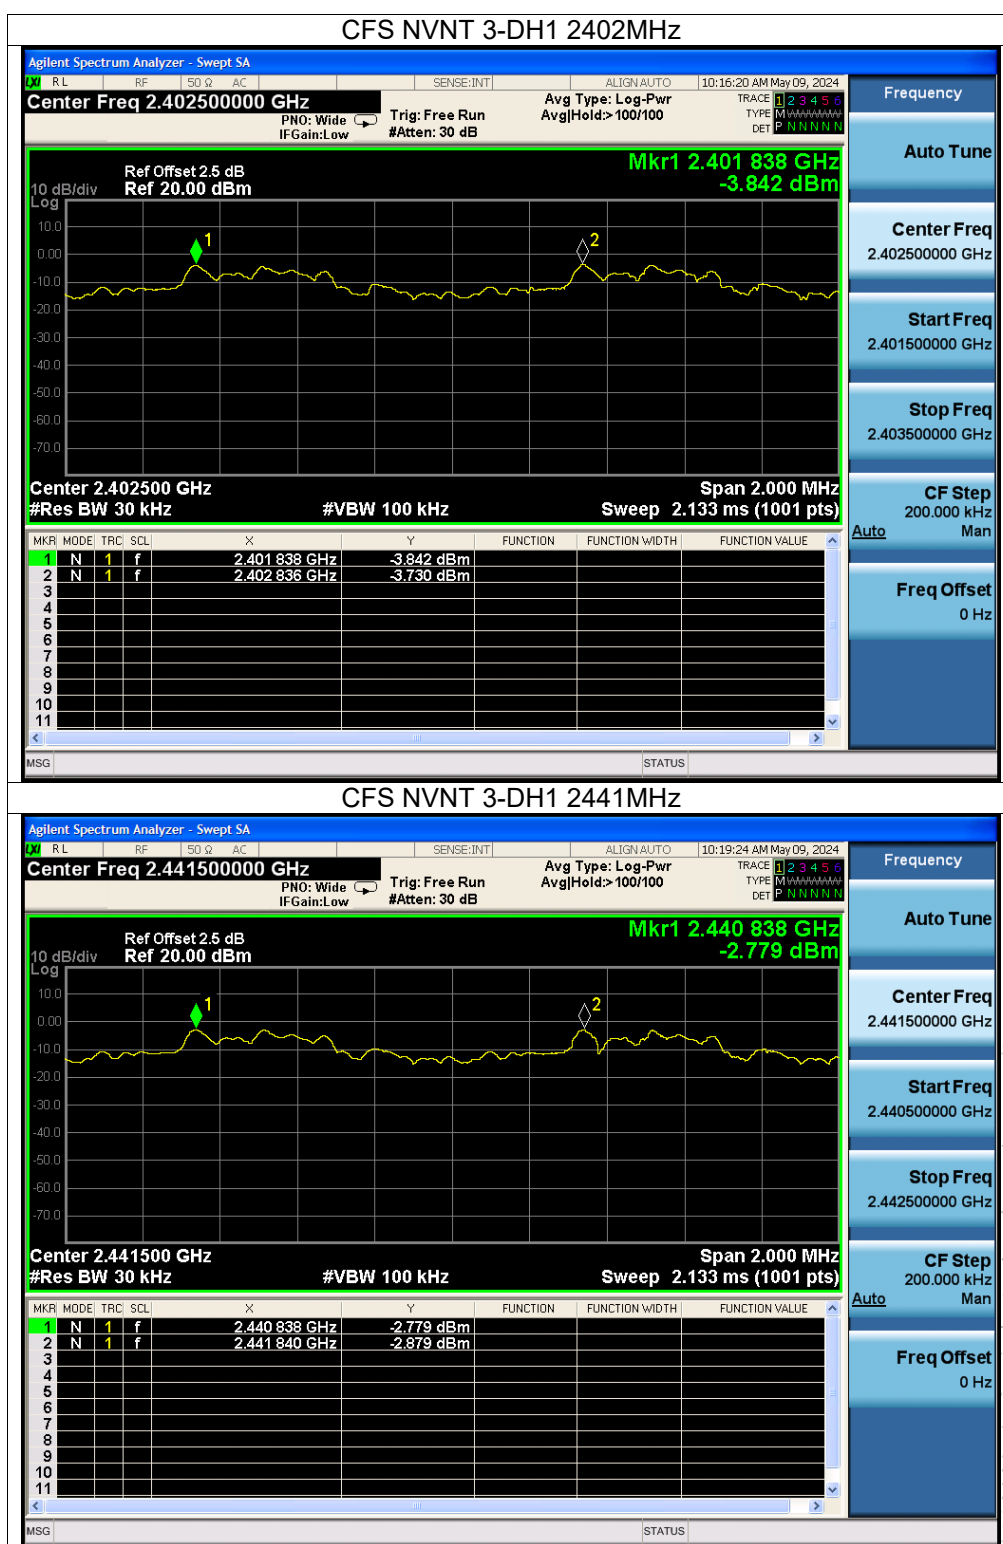 CFS NVNT 3-DH1 2402MHz
Agilent Spectrum Analyzer - Swept SA
LXI RL RF 50 Ω AC SENSE:INT ALIGN AUTO 10:16:20 AM May 09, 2024
Center Freq 2.402500000 GHz
PNO: Wide
IFGain:Low
Trig: Free Run
#Atten: 30 dB
Avg Type: Log-Pwr
Avg|Hold:>100/100
TRACE 1 2 3 4 5 6
TYPE M
DET P N N N N N
Frequency
Auto Tune
Mkr1 2.401 838 GHz
-3.842 dBm
Ref Offset 2.5 dB
10 dB/div Ref 20.00 dBm
Log
10.0
0.00
-10.0
-20.0
-30.0
-40.0
-50.0
-60.0
-70.0
1
2
Center Freq
2.402500000 GHz
Start Freq
2.401500000 GHz
Stop Freq
2.403500000 GHz
CF Step
200.000 kHz
Auto Man
Freq Offset
0 Hz
Center 2.402500 GHz Span 2.000 MHz
#Res BW 30 kHz #VBW 100 kHz Sweep 2.133 ms (1001 pts)
MKR MODE TRC SCL X Y FUNCTION FUNCTION WIDTH FUNCTION VALUE
1 N 1 f 2.401 838 GHz -3.842 dBm
2 N 1 f 2.402 836 GHz -3.730 dBm
3
4
5
6
7
8
9
10
11
MSG STATUS
CFS NVNT 3-DH1 2441MHz
Agilent Spectrum Analyzer - Swept SA
LXI RL RF 50 Ω AC SENSE:INT ALIGN AUTO 10:19:24 AM May 09, 2024
Center Freq 2.441500000 GHz
PNO: Wide
IFGain:Low
Trig: Free Run
#Atten: 30 dB
Avg Type: Log-Pwr
Avg|Hold:>100/100
TRACE 1 2 3 4 5 6
TYPE M
DET P N N N N N
Frequency
Auto Tune
Mkr1 2.440 838 GHz
-2.779 dBm
Ref Offset 2.5 dB
10 dB/div Ref 20.00 dBm
Log
10.0
0.00
-10.0
-20.0
-30.0
-40.0
-50.0
-60.0
-70.0
1
2
Center Freq
2.441500000 GHz
Start Freq
2.440500000 GHz
Stop Freq
2.442500000 GHz
CF Step
200.000 kHz
Auto Man
Freq Offset
0 Hz
Center 2.441500 GHz Span 2.000 MHz
#Res BW 30 kHz #VBW 100 kHz Sweep 2.133 ms (1001 pts)
MKR MODE TRC SCL X Y FUNCTION FUNCTION WIDTH FUNCTION VALUE
1 N 1 f 2.440 838 GHz -2.779 dBm
2 N 1 f 2.441 840 GHz -2.879 dBm
3
4
5
6
7
8
9
10
11
MSG STATUS